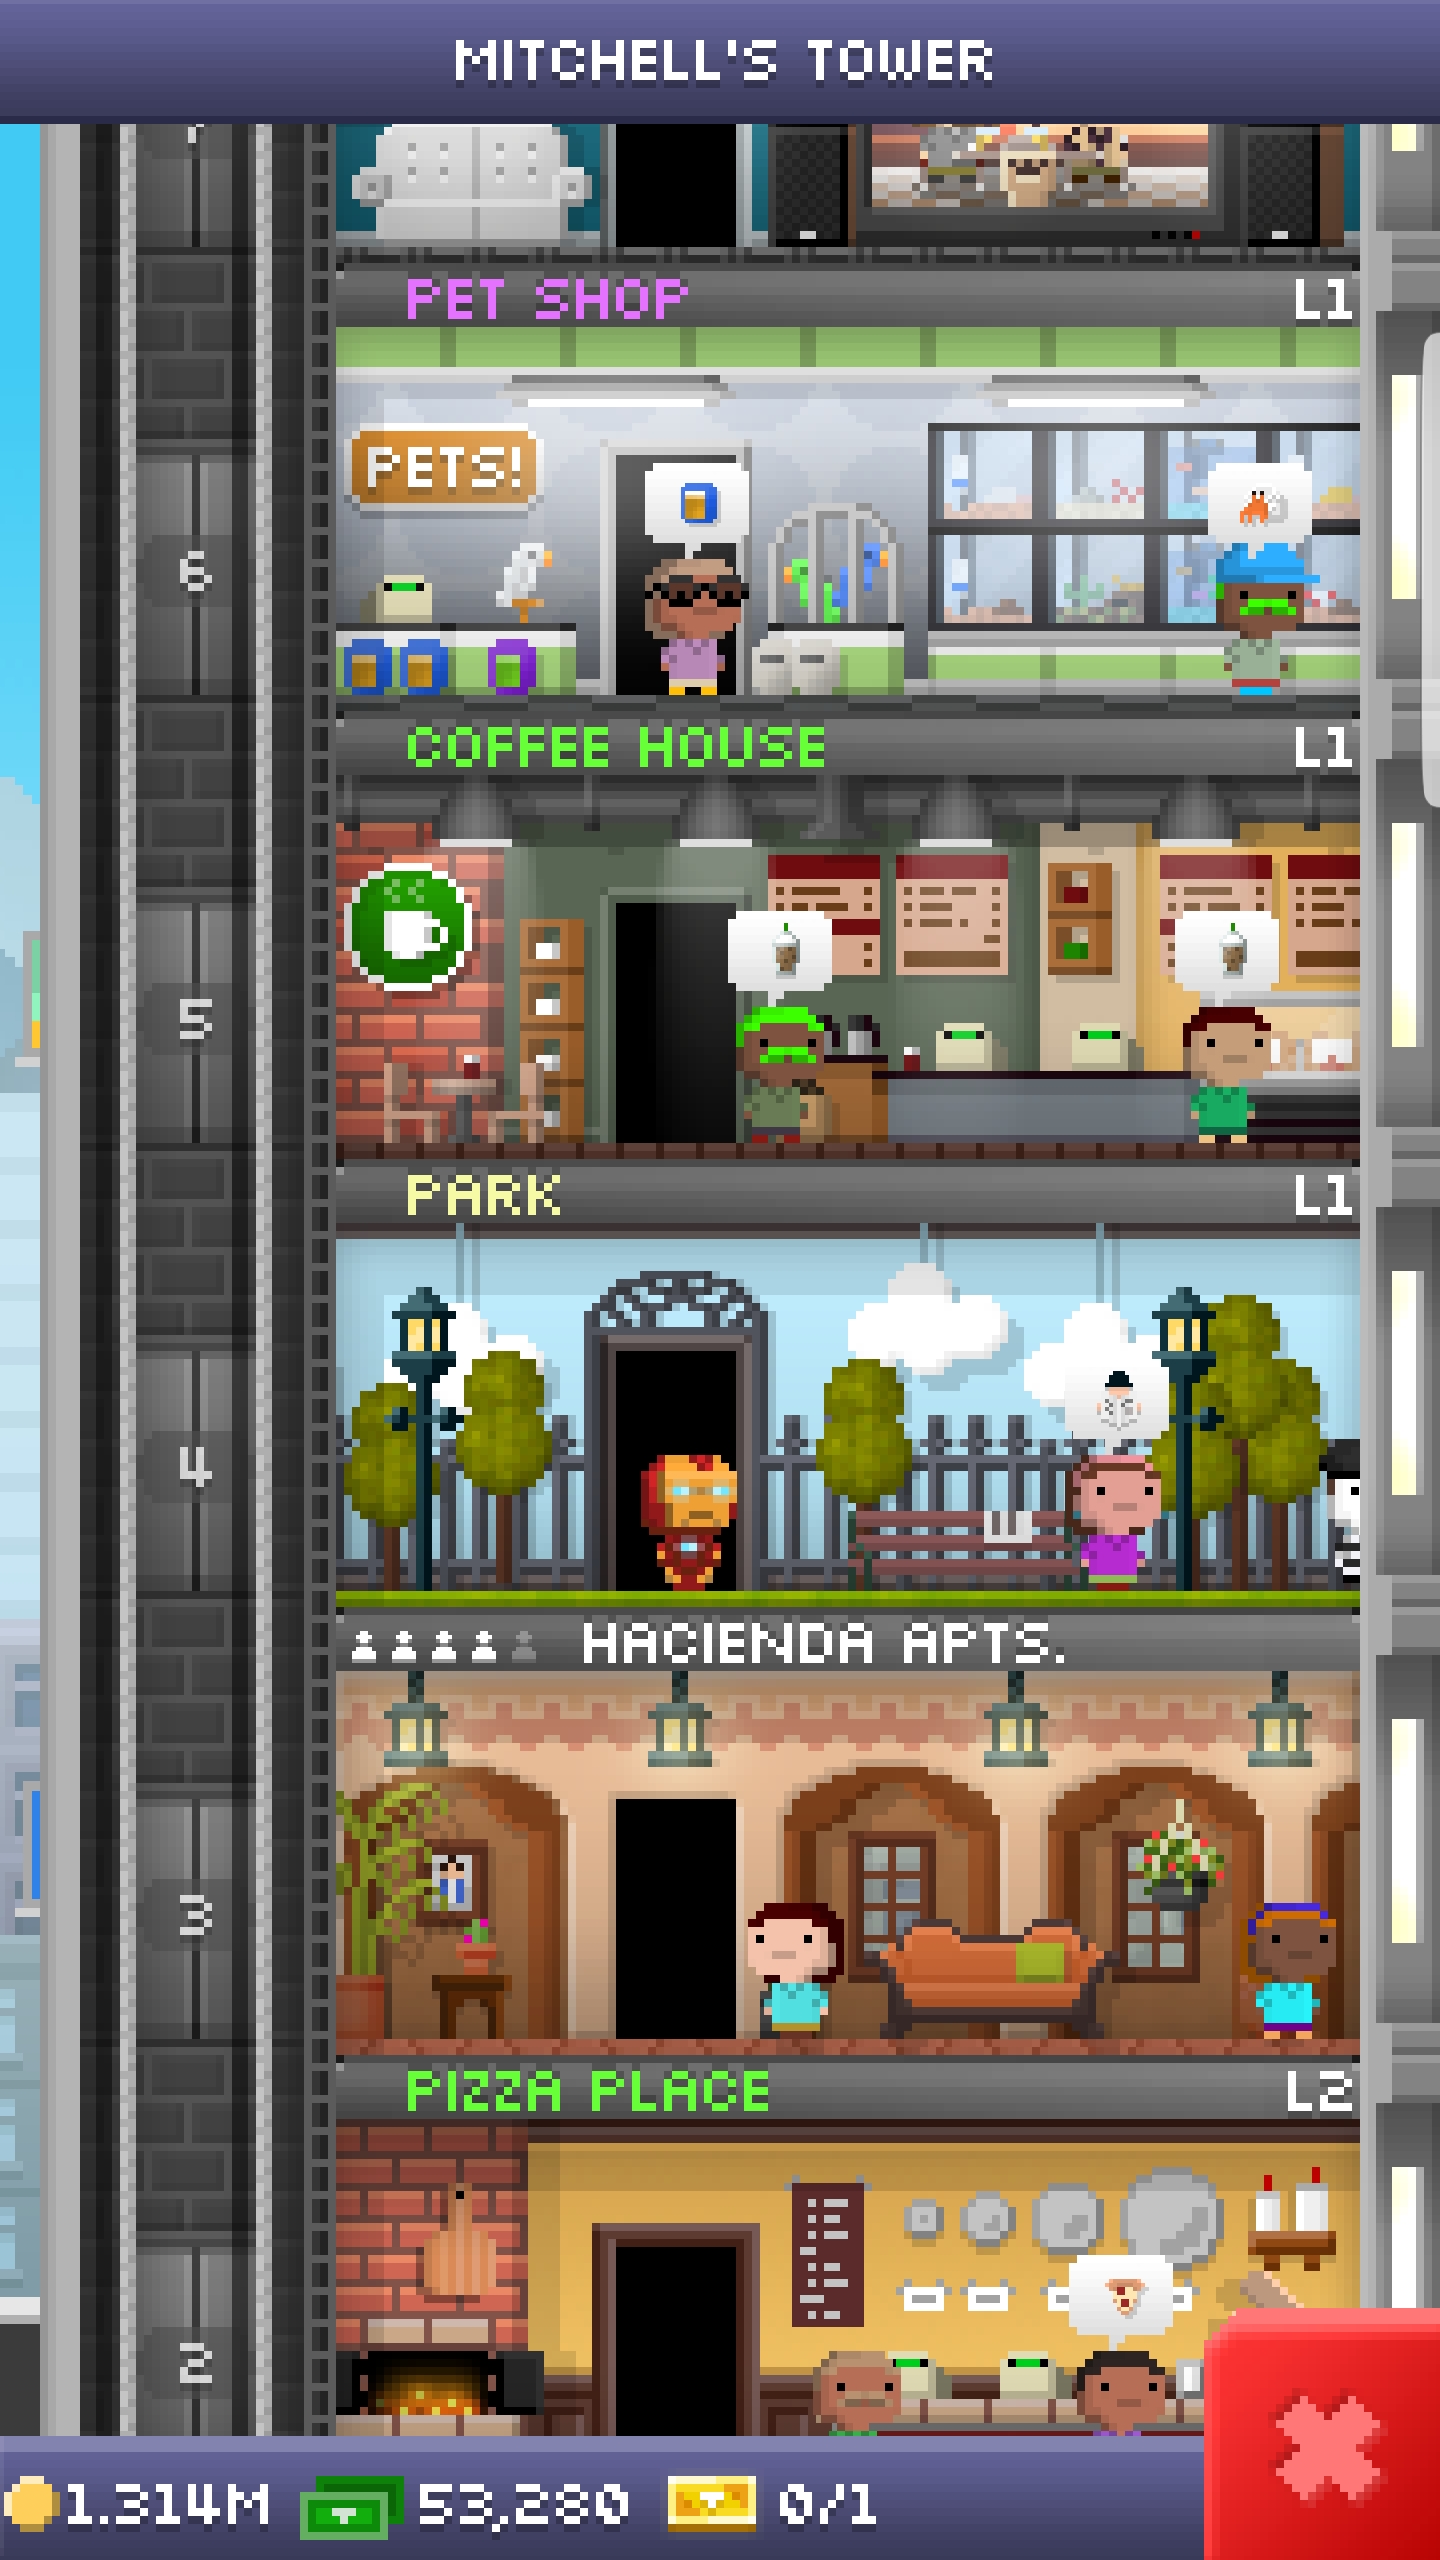 MITCHELL'S TOWER
PET SHOP L1
PETS!
6
COFFEE HOUSE L1
5
PARK L1
4
HACIENDA APTS.
3
PIZZA PLACE L2
2
1.314M 53,280 0/1